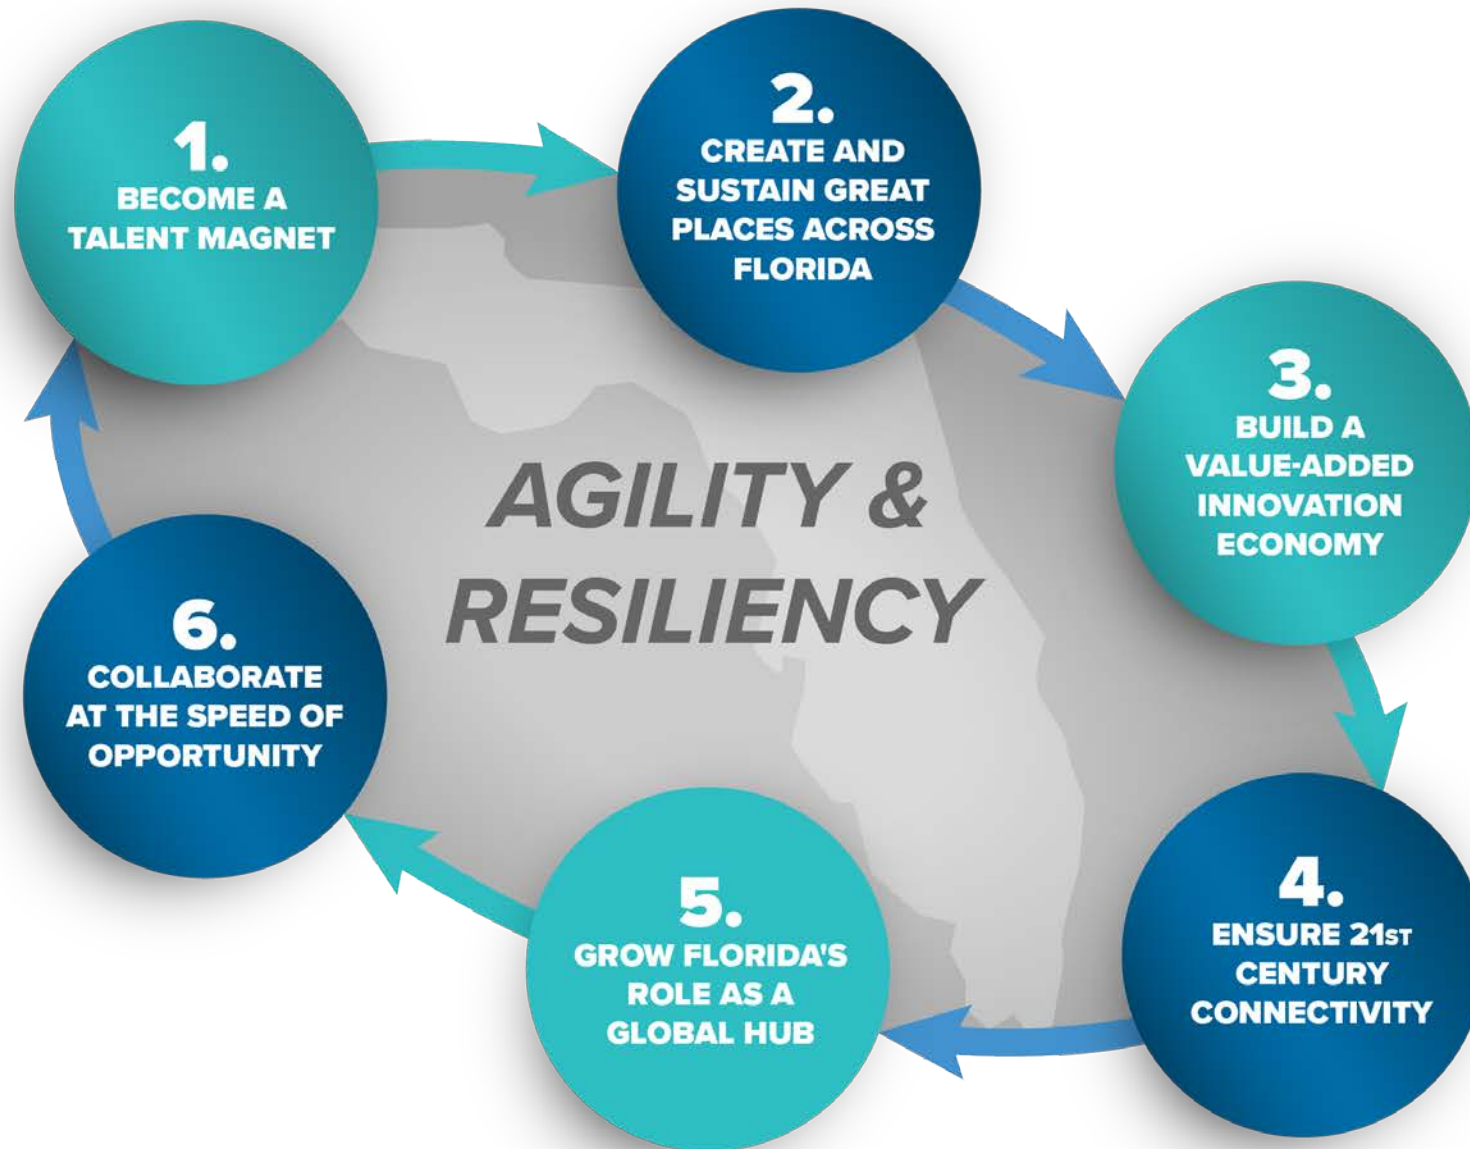 1.
BECOME A
TALENT MAGNET
2.
CREATE AND
SUSTAIN GREAT
PLACES ACROSS
FLORIDA
3.
BUILD A
VALUE-ADDED
INNOVATION
ECONOMY
AGILITY &
RESILIENCY
4.
ENSURE 21ST
CENTURY
CONNECTIVITY
5.
GROW FLORIDA'S
ROLE AS A
GLOBAL HUB
6.
COLLABORATE
AT THE SPEED OF
OPPORTUNITY